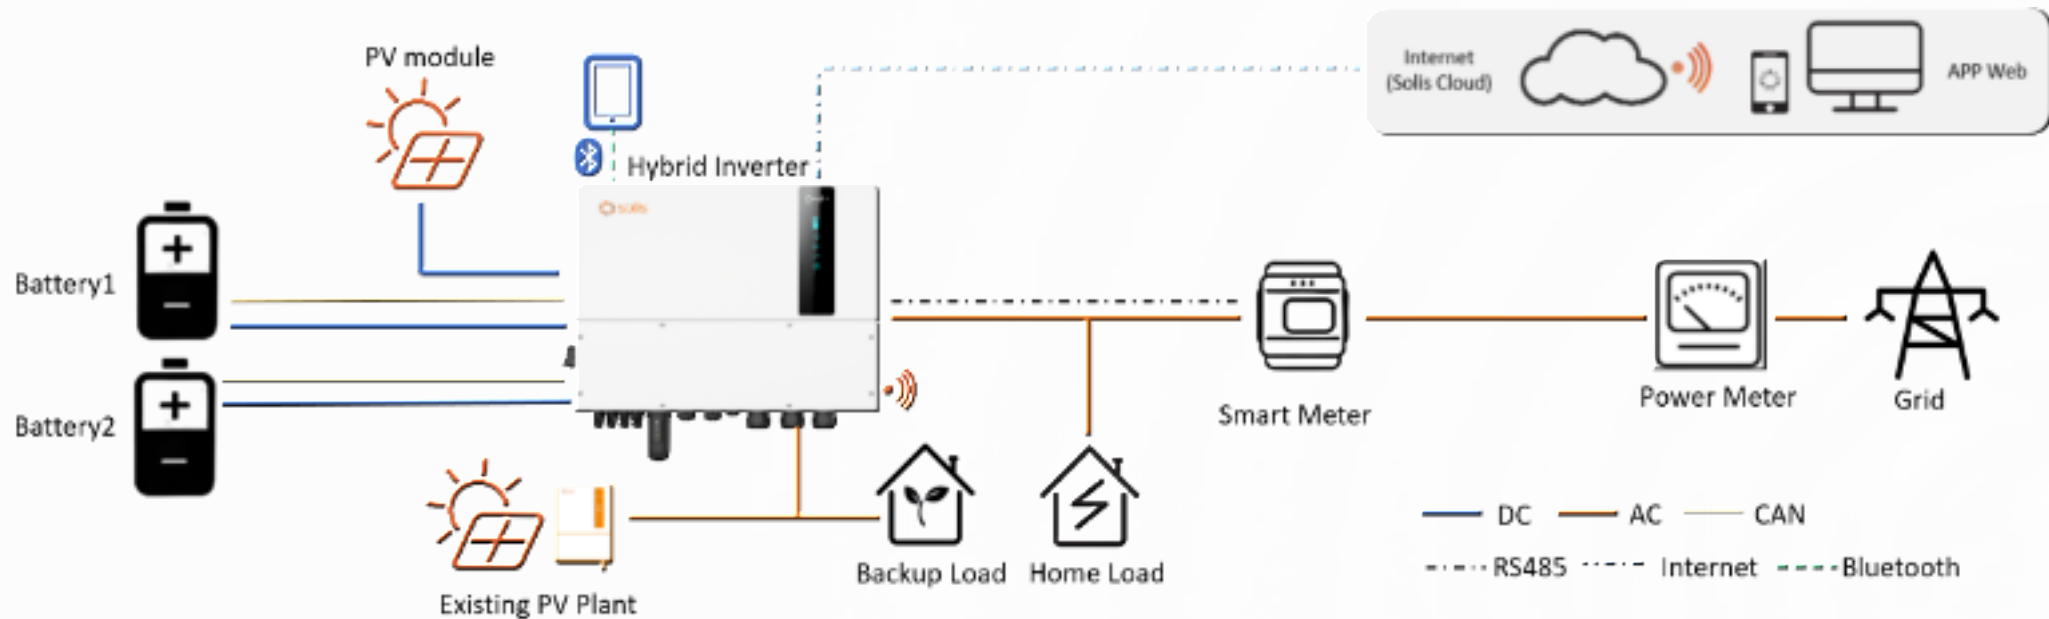 PV module
Internet
(Solis Cloud)
APP Web
Hybrid Inverter
solis
Battery1
Battery2
Smart Meter
Power Meter
Grid
Backup Load
Home Load
Existing PV Plant
DC
AC
CAN
RS485
Internet
Bluetooth